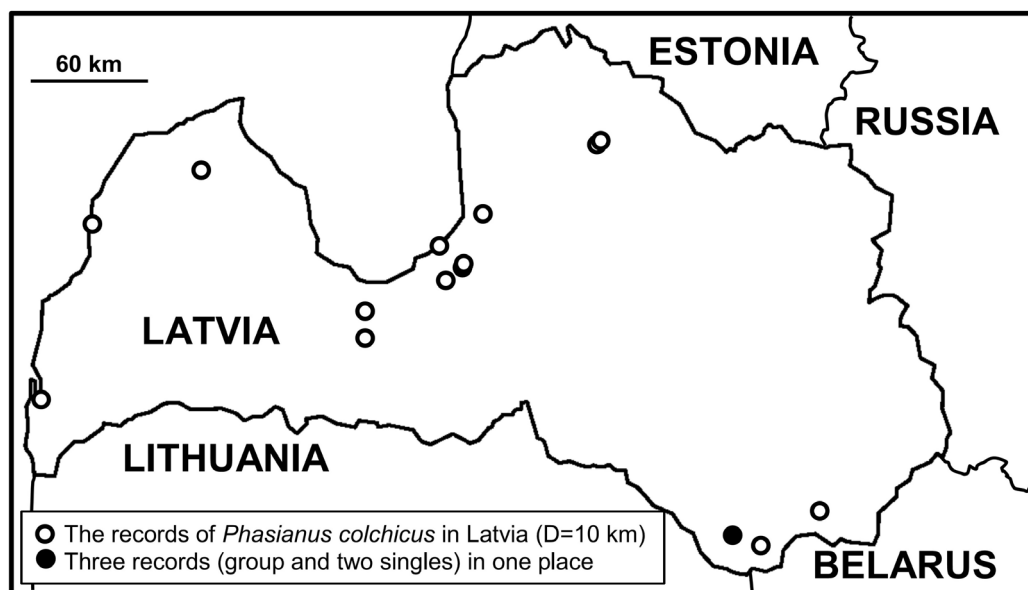 60 km
ESTONIA
RUSSIA
LATVIA
LITHUANIA
BELARUS
The records of Phasianus colchicus in Latvia (D=10 km)
Three records (group and two singles) in one place